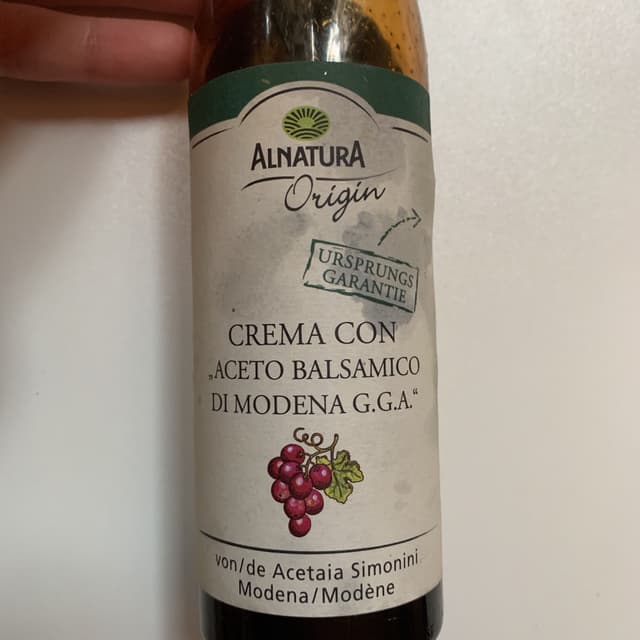 ALNATURA
Origin
URSPRUNGS
GARANTIE
CREMA CON
„ACETO BALSAMICO
DI MODENA G.G.A.“
von/de Acetaia Simonini
Modena/Modène